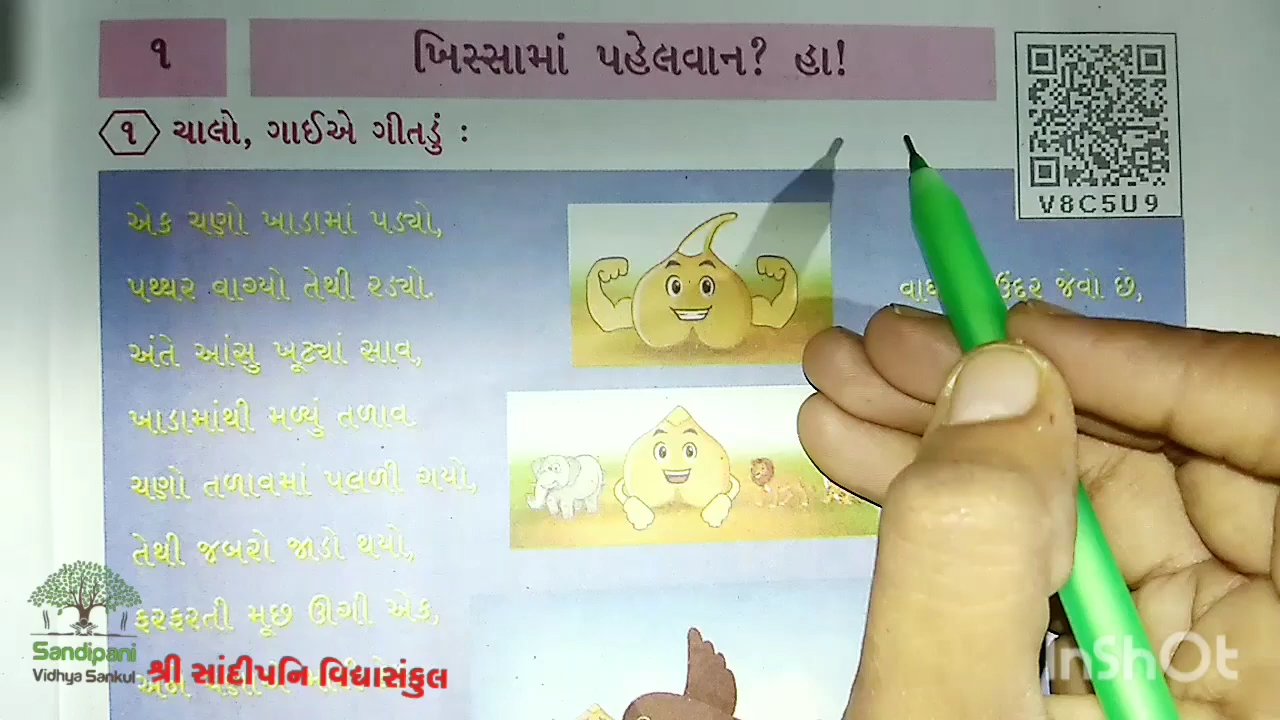 ૧
ખિસ્સામાં પહેલવાન? હા!
૧ ચાલો, ગાઈએ ગીતડું :
V8C5U9
એક ચણો ખાડામાં પડ્યો,
પથ્થર વાગ્યો તેથી રડ્યો.
અંતે આંસુ ખૂટ્યાં સાવ,
ખાડામાંથી મળ્યું તળાવ.
ચણો તળાવમાં પલળી ગયો,
તેથી જબરો જાડો થયો,
ફરફરતી મૂછ ઊગી એક,
ઉંદર જેવો છે,
Sandipani
Vidhya Sankul
શ્રી સાંદીપનિ વિદ્યાસંકુલ
InShOt